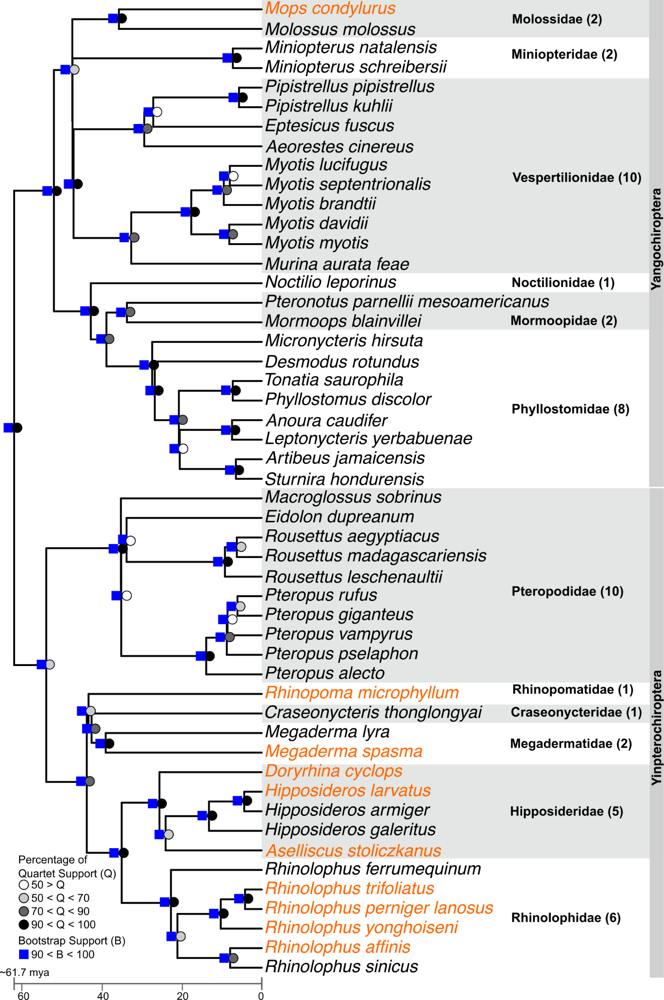 Mops condylurus
Molossus molossus
Molossidae (2)
Miniopterus natalensis
Miniopterus schreibersii
Miniopteridae (2)
Pipistrellus pipistrellus
Pipistrellus kuhlii
Eptesicus fuscus
Aeorestes cinereus
Myotis lucifugus
Myotis septentrionalis
Myotis brandtii
Myotis davidii
Myotis myotis
Murina aurata feae
Vespertilionidae (10)
Noctilio leporinus
Noctilionidae (1)
Pteronotus parnellii mesoamericanus
Mormoops blainvillei
Mormoopidae (2)
Micronycteris hirsuta
Desmodus rotundus
Tonatia saurophila
Phyllostomus discolor
Anoura caudifer
Leptonycteris yerbabuenae
Artibeus jamaicensis
Sturnira hondurensis
Phyllostomidae (8)
Yangochiroptera
Macroglossus sobrinus
Eidolon dupreanum
Rousettus aegyptiacus
Rousettus madagascariensis
Rousettus leschenaultii
Pteropus rufus
Pteropus giganteus
Pteropus vampyrus
Pteropus pselaphon
Pteropus alecto
Pteropodidae (10)
Rhinopoma microphyllum
Rhinopomatidae (1)
Craseonycteris thonglongyai
Craseonycteridae (1)
Megaderma lyra
Megaderma spasma
Megadermatidae (2)
Doryrhina cyclops
Hipposideros larvatus
Hipposideros armiger
Hipposideros galeritus
Aselliscus stoliczkanus
Hipposideridae (5)
Rhinolophus ferrumequinum
Rhinolophus trifoliatus
Rhinolophus perniger lanosus
Rhinolophus yonghoiseni
Rhinolophus affinis
Rhinolophus sinicus
Rhinolophidae (6)
Yinpterochiroptera
Percentage of
Quartet Support (Q)
50 > Q
50 < Q < 70
70 < Q < 90
90 < Q < 100
Bootstrap Support (B)
90 < B < 100
~61.7 mya
60 40 20 0